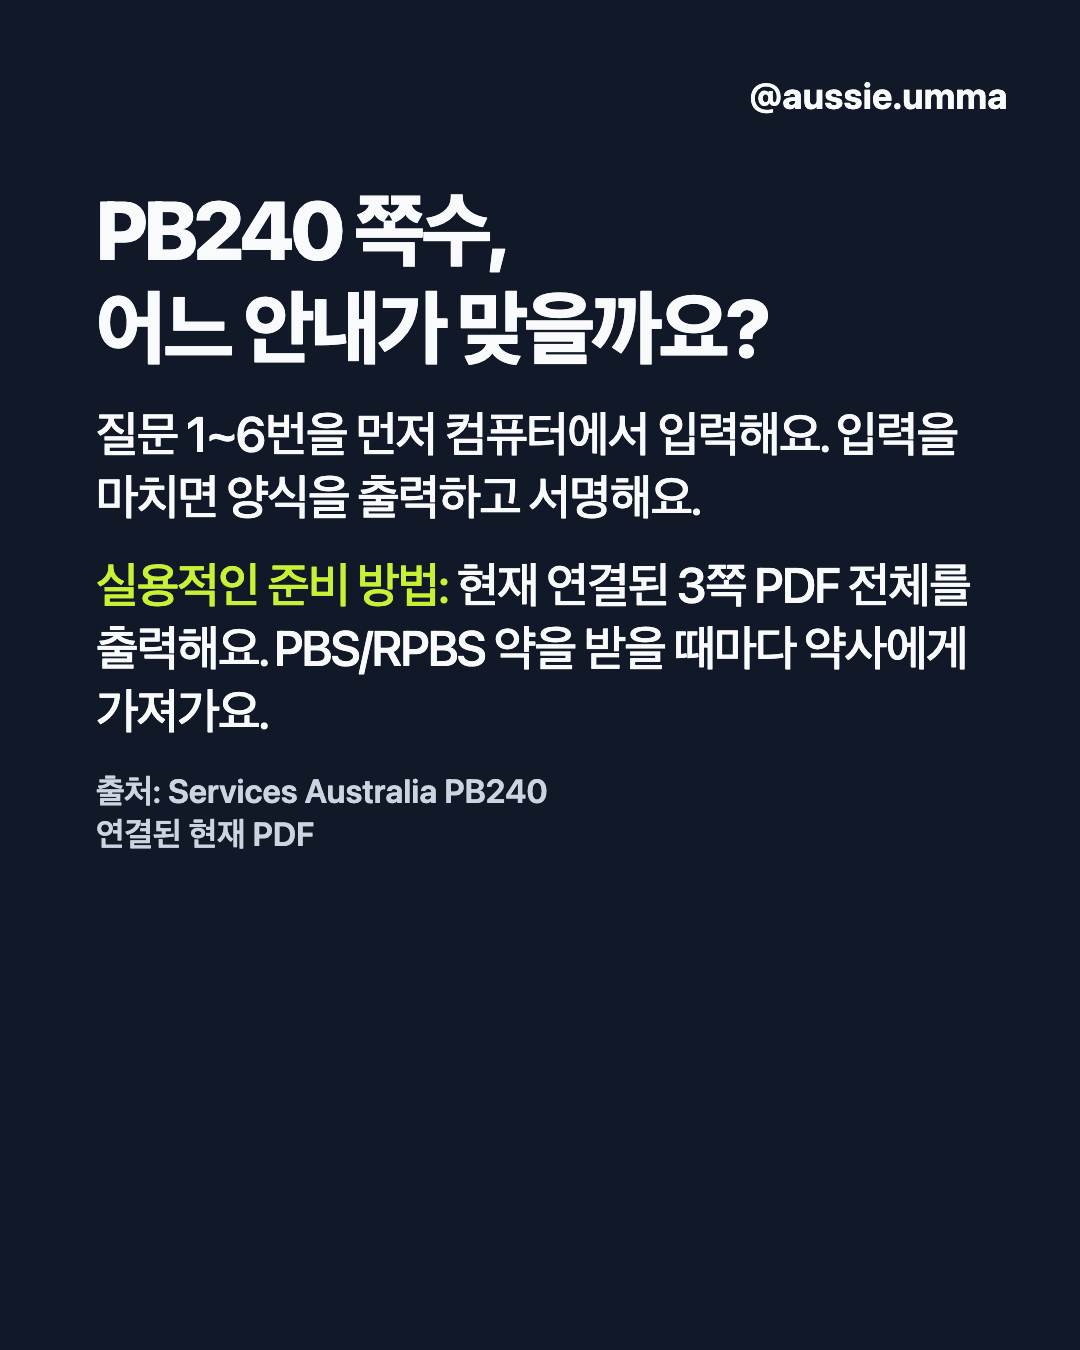 @aussie.umma
PB240 쪽수,
어느 안내가 맞을까요?
질문 1~6번을 먼저 컴퓨터에서 입력해요. 입력을
마치면 양식을 출력하고 서명해요.
실용적인 준비 방법: 현재 연결된 3쪽 PDF 전체를
출력해요. PBS/RPBS 약을 받을 때마다 약사에게
가져가요.
출처: Services Australia PB240
연결된 현재 PDF